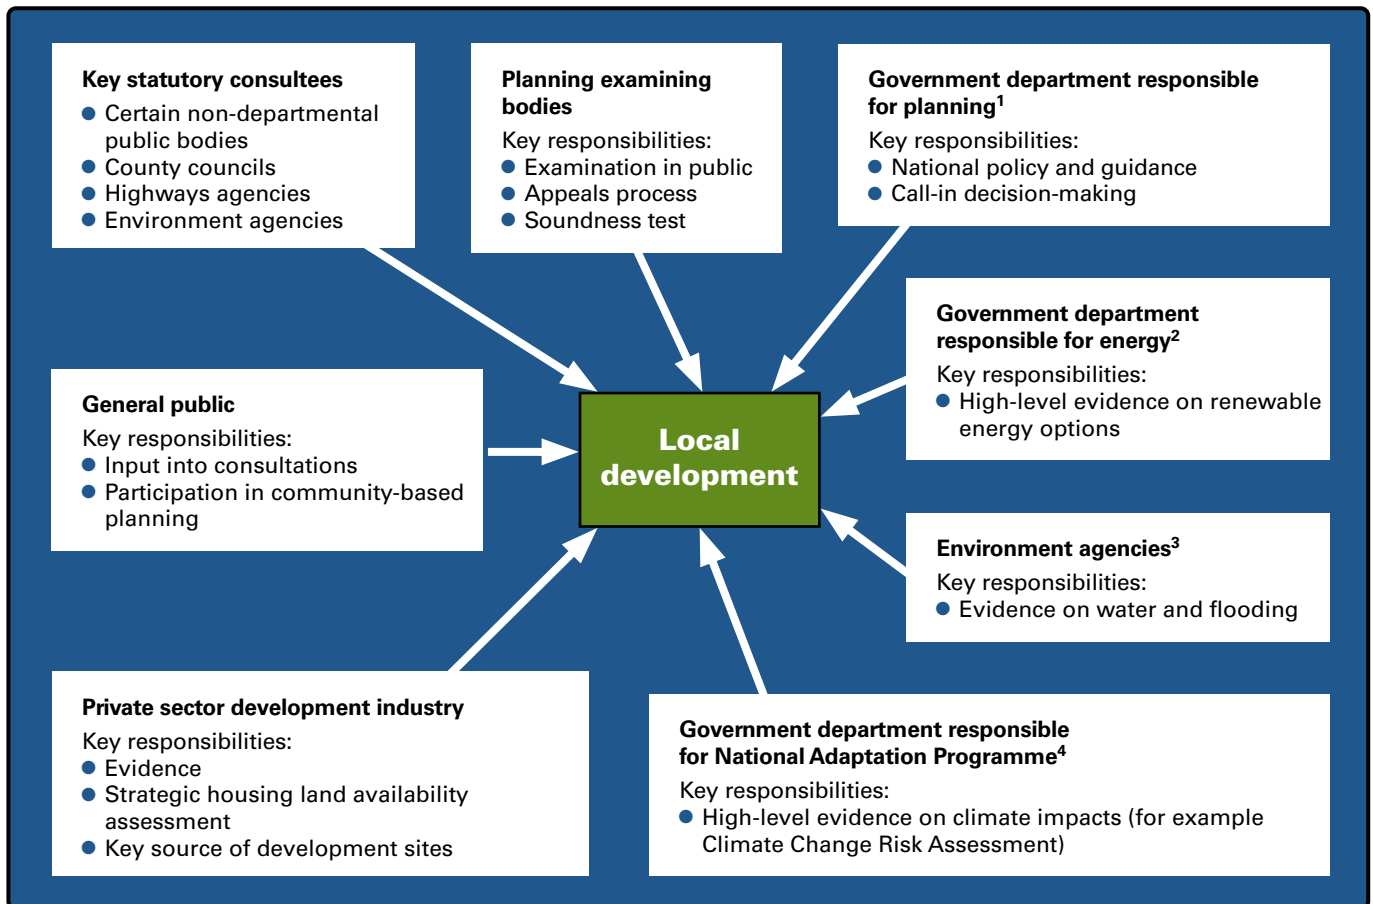 Key statutory consultees
● Certain non-departmental
public bodies
● County councils
● Highways agencies
● Environment agencies
Planning examining
bodies
Key responsibilities:
● Examination in public
● Appeals process
● Soundness test
Government department responsible
for planning¹
Key responsibilities:
● National policy and guidance
● Call-in decision-making
Government department
responsible for energy²
Key responsibilities:
● High-level evidence on renewable
energy options
General public
Key responsibilities:
● Input into consultations
● Participation in community-based
planning
Local
development
Environment agencies³
Key responsibilities:
● Evidence on water and flooding
Private sector development industry
Key responsibilities:
● Evidence
● Strategic housing land availability
assessment
● Key source of development sites
Government department responsible
for National Adaptation Programme⁴
Key responsibilities:
● High-level evidence on climate impacts (for example
Climate Change Risk Assessment)